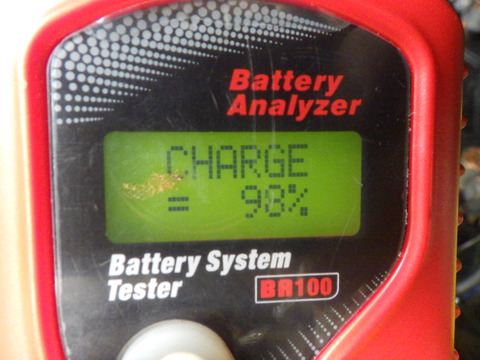 Battery
Analyzer
CHARGE
= 98%
Battery System
Tester
BR100